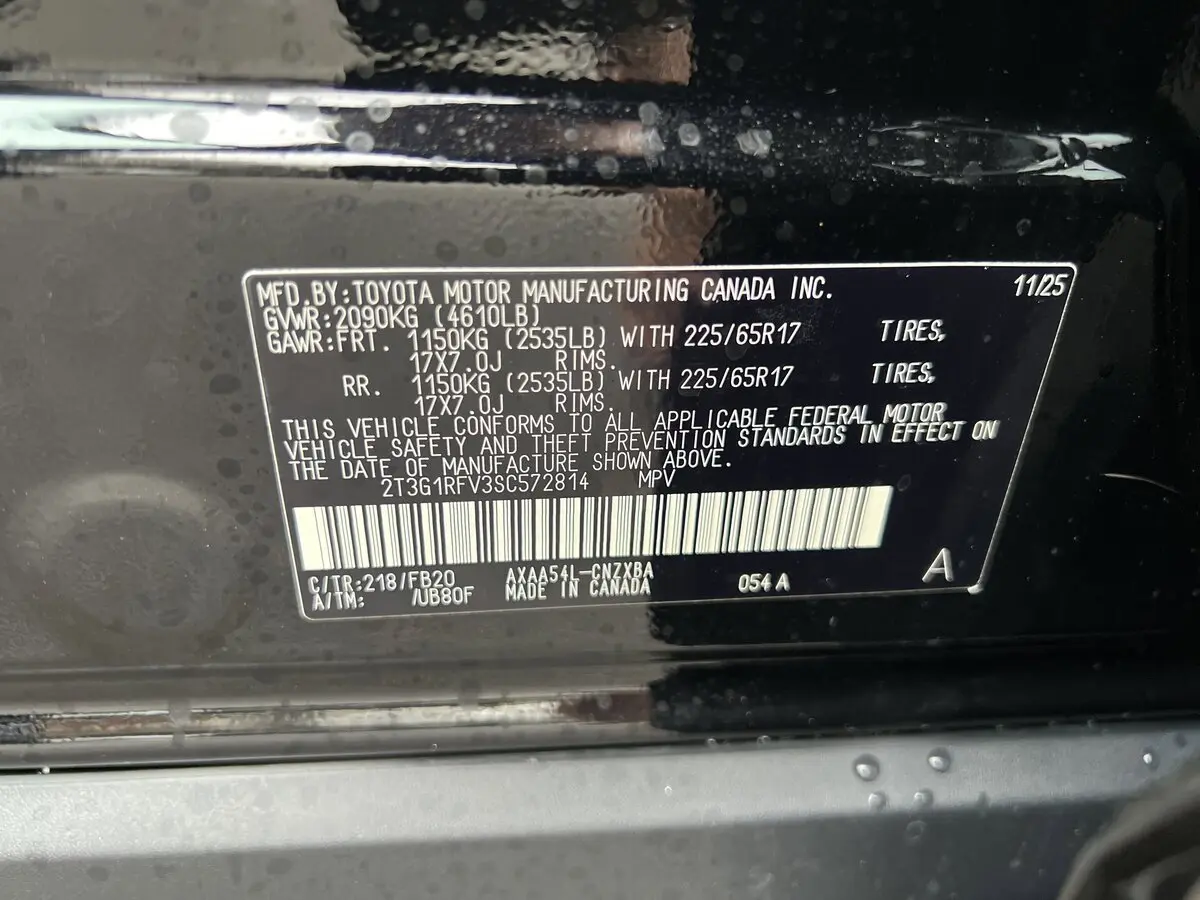 MFD.BY:TOYOTA MOTOR MANUFACTURING CANADA INC. 11/25
GVWR:2090KG (4610LB)
GAWR:FRT. 1150KG (2535LB) WITH 225/65R17 TIRES,
17X7.0J RIMS.
RR. 1150KG (2535LB) WITH 225/65R17 TIRES,
17X7.0J RIMS.
THIS VEHICLE CONFORMS TO ALL APPLICABLE FEDERAL MOTOR
VEHICLE SAFETY AND THEFT PREVENTION STANDARDS IN EFFECT ON
THE DATE OF MANUFACTURE SHOWN ABOVE.
2T3G1RFV3SC572814 MPV
C/TR:218/FB20 AXAA54L-CNZXBA 054A A
A/TM: /UB80F MADE IN CANADA